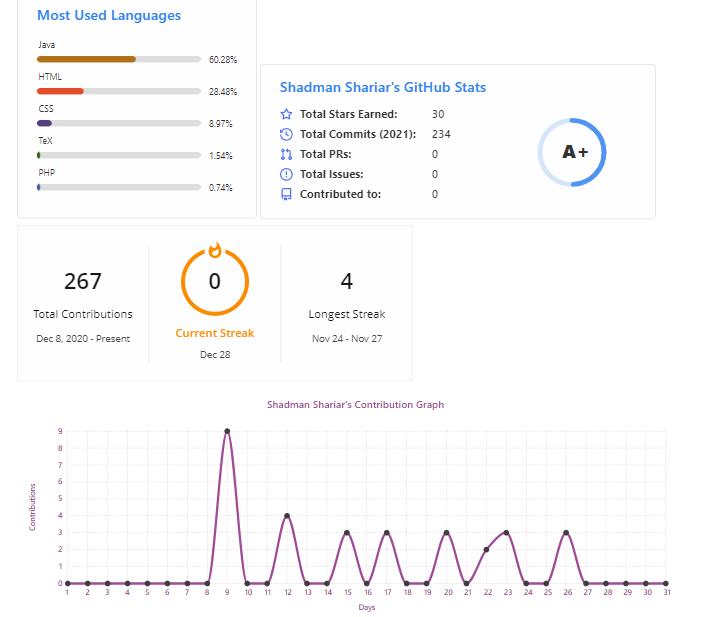 Most Used Languages
Java
60.28%
HTML
28.48%
CSS
8.97%
TeX
1.54%
PHP
0.74%
Shadman Shariar's GitHub Stats
Total Stars Earned: 30
Total Commits (2021): 234
Total PRs: 0
Total Issues: 0
Contributed to: 0
A+
267
Total Contributions
Dec 8, 2020 - Present
0
Current Streak
Dec 28
4
Longest Streak
Nov 24 - Nov 27
Shadman Shariar's Contribution Graph
Contributions
9
8
7
6
5
4
3
2
1
0
1 2 3 4 5 6 7 8 9 10 11 12 13 14 15 16 17 18 19 20 21 22 23 24 25 26 27 28 29 30 31
Days